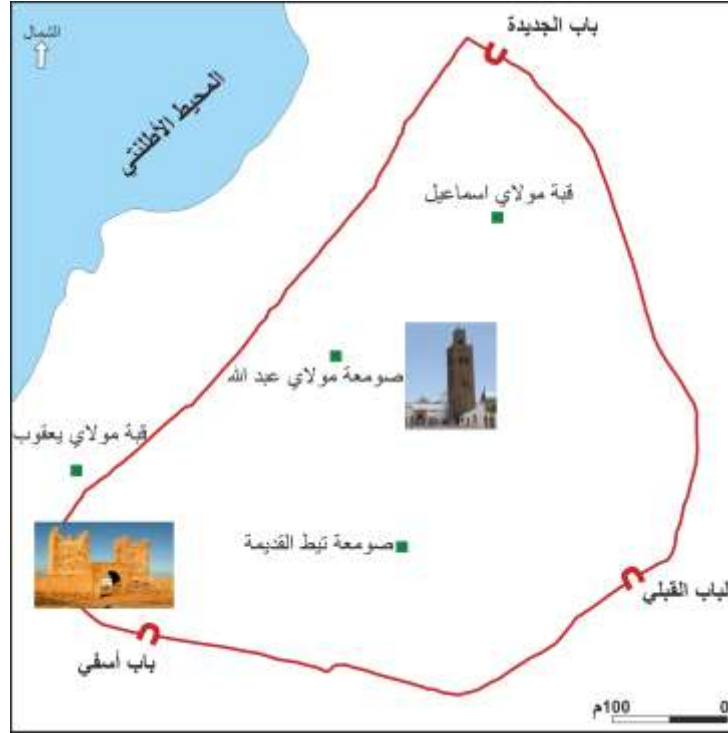 باب الجديدة
الشمال
المحيط الأطلنتي
قبة مولاي اسماعيل
صومعة مولاي عبد الله
قبة مولاي يعقوب
صومعة تيط القديمة
لباب القبلي
باب أسفي
0 100م